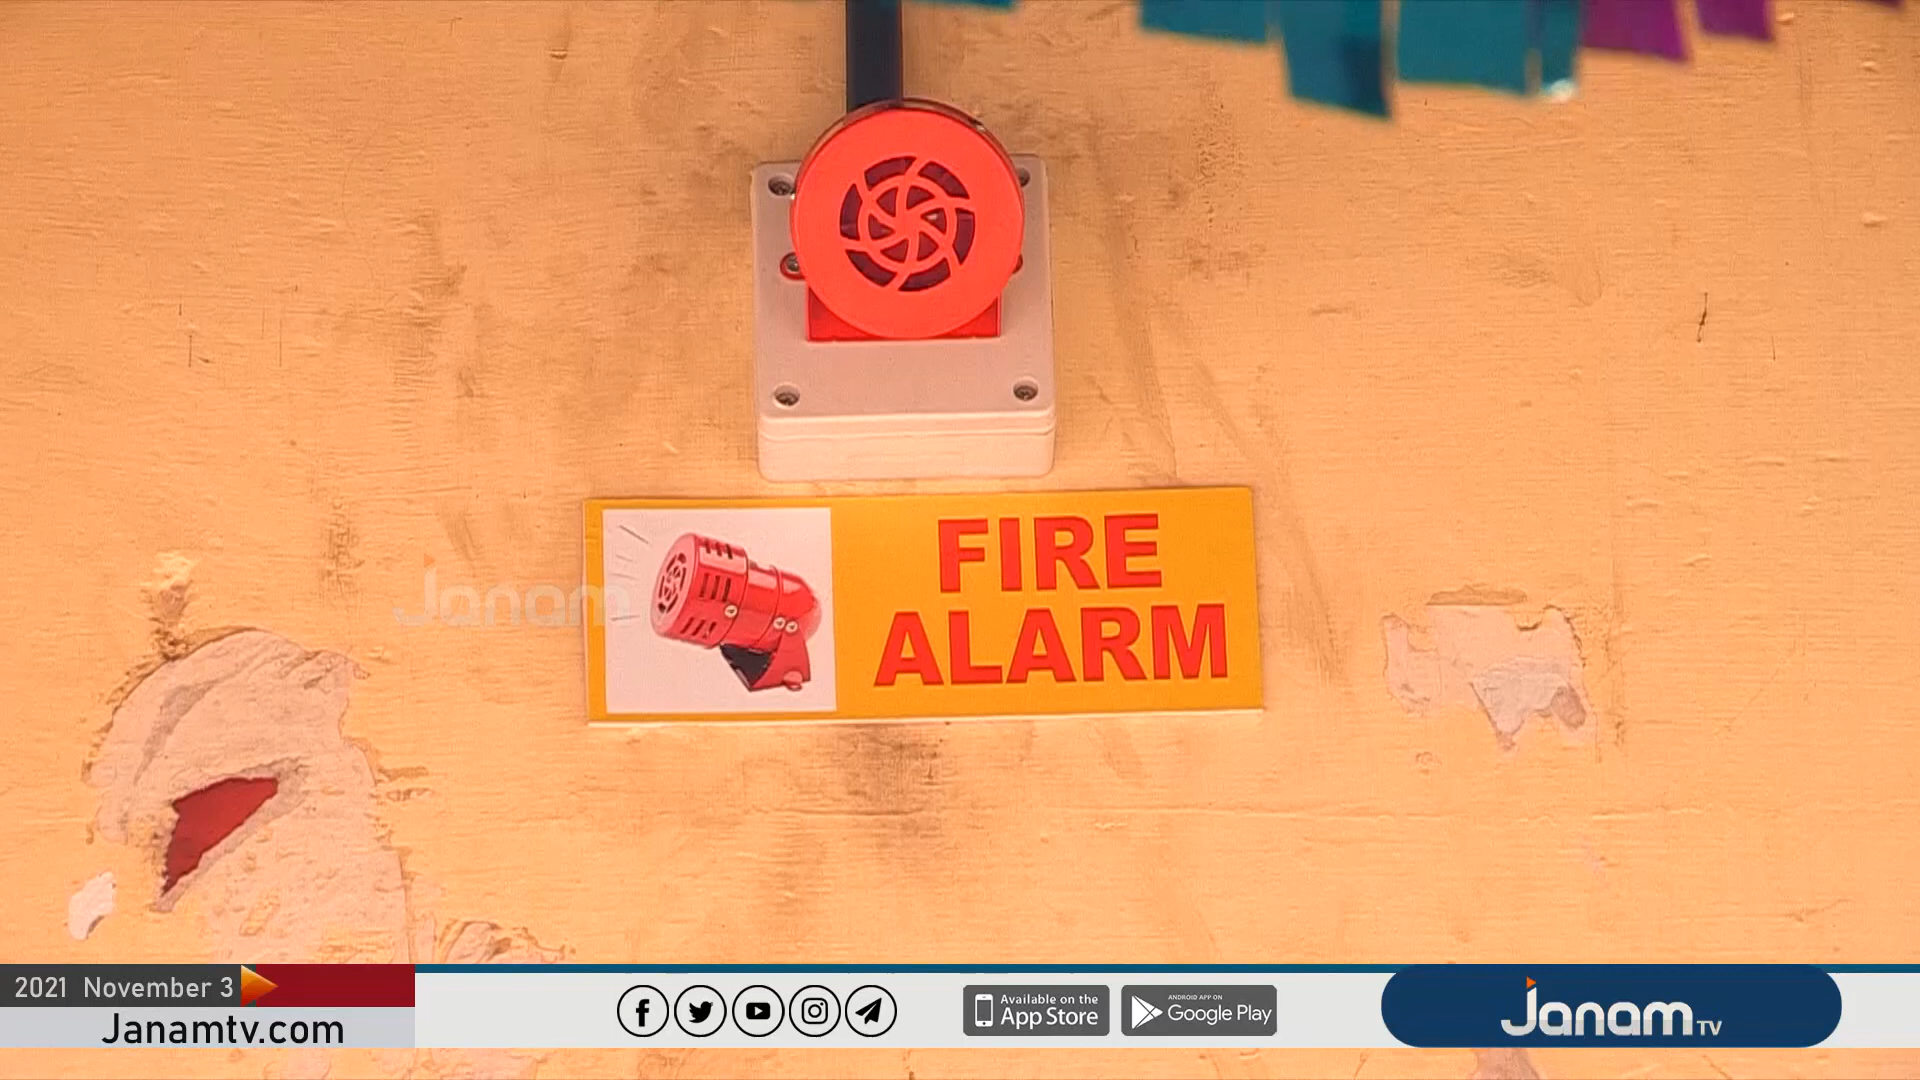 FIRE
ALARM
Janam
2021 November 3
Janamtv.com
Available on the
App Store
ANDROID APP ON
Google Play
Janam TV